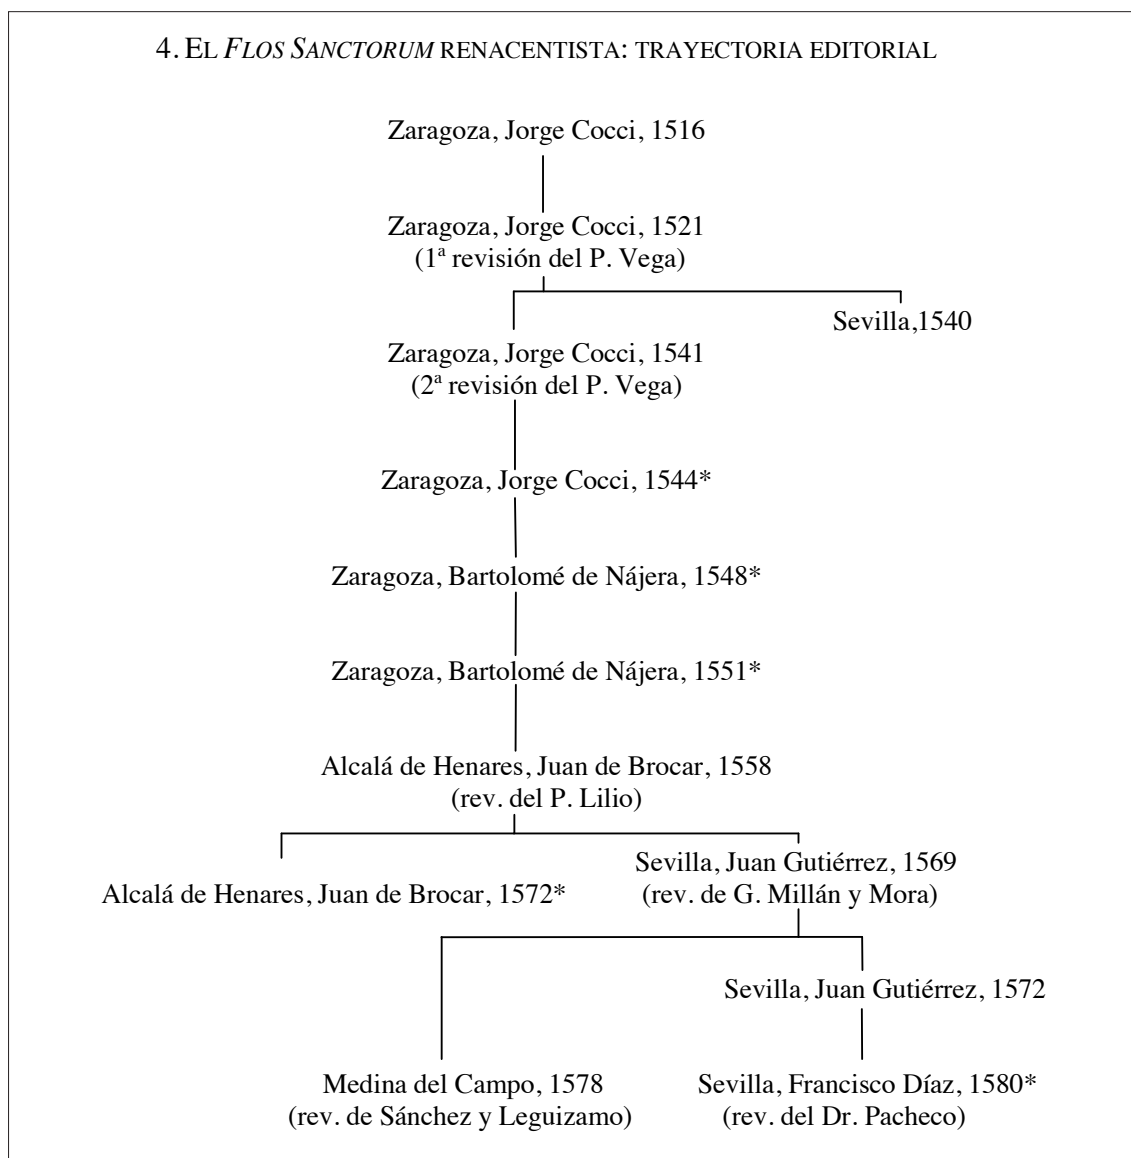 4. EL FLOS SANCTORUM RENACENTISTA: TRAYECTORIA EDITORIAL
Zaragoza, Jorge Cocci, 1516
Zaragoza, Jorge Cocci, 1521
(1ª revisión del P. Vega)
Sevilla,1540
Zaragoza, Jorge Cocci, 1541
(2ª revisión del P. Vega)
Zaragoza, Jorge Cocci, 1544*
Zaragoza, Bartolomé de Nájera, 1548*
Zaragoza, Bartolomé de Nájera, 1551*
Alcalá de Henares, Juan de Brocar, 1558
(rev. del P. Lilio)
Alcalá de Henares, Juan de Brocar, 1572*
Sevilla, Juan Gutiérrez, 1569
(rev. de G. Millán y Mora)
Sevilla, Juan Gutiérrez, 1572
Medina del Campo, 1578
(rev. de Sánchez y Leguizamo)
Sevilla, Francisco Díaz, 1580*
(rev. del Dr. Pacheco)